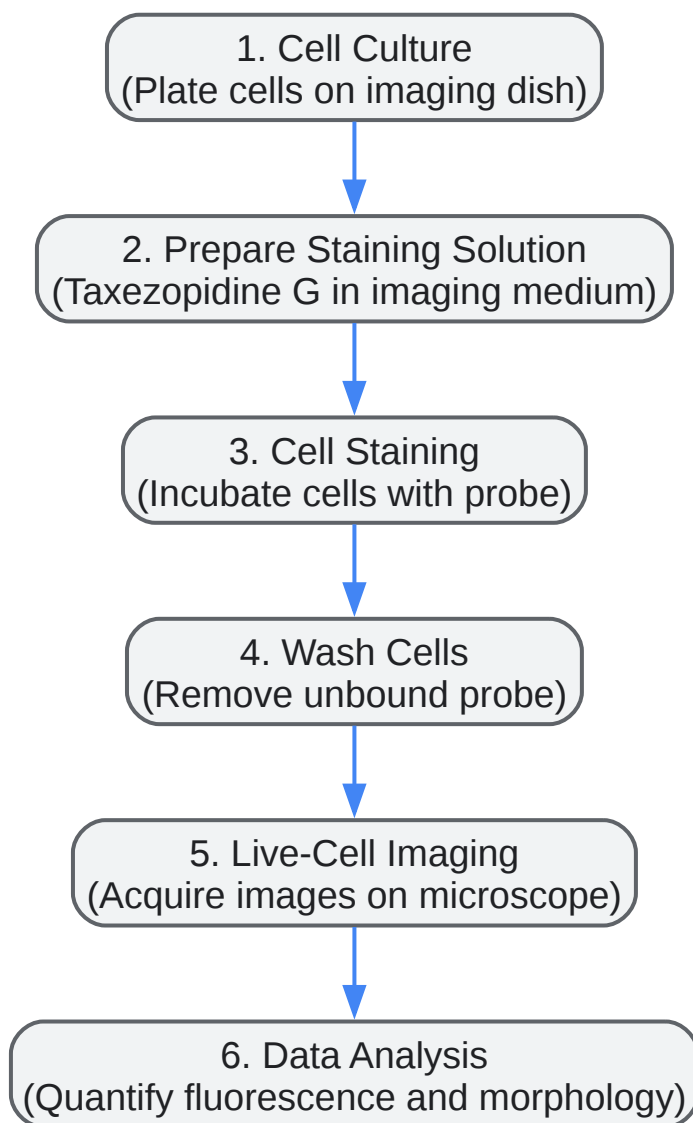 1. Cell Culture
(Plate cells on imaging dish)
2. Prepare Staining Solution
(Taxezopidine G in imaging medium)
3. Cell Staining
(Incubate cells with probe)
4. Wash Cells
(Remove unbound probe)
5. Live-Cell Imaging
(Acquire images on microscope)
6. Data Analysis
(Quantify fluorescence and morphology)